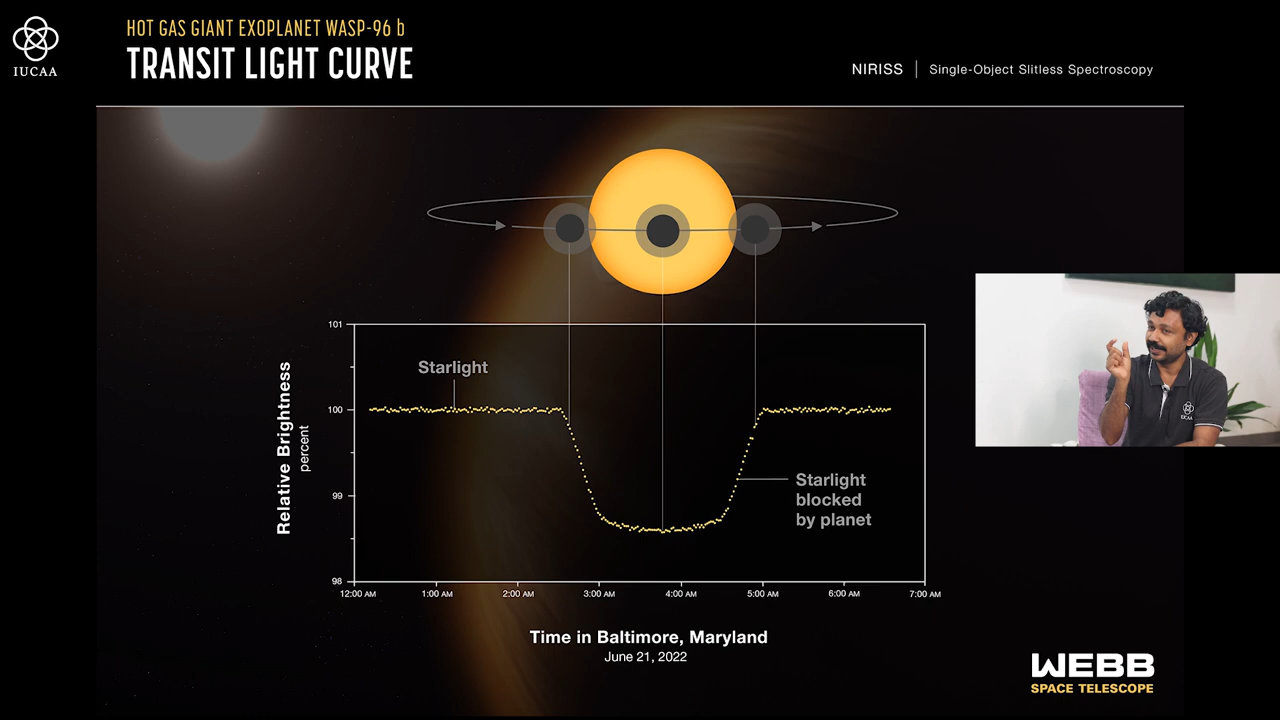 IUCAA
HOT GAS GIANT EXOPLANET WASP-96 b
TRANSIT LIGHT CURVE
NIRISS | Single-Object Slitless Spectroscopy
101
100
99
98
Relative Brightness
percent
Starlight
Starlight
blocked
by planet
12:00 AM 1:00 AM 2:00 AM 3:00 AM 4:00 AM 5:00 AM 6:00 AM 7:00 AM
Time in Baltimore, Maryland
June 21, 2022
IUCAA
WEBB
SPACE TELESCOPE